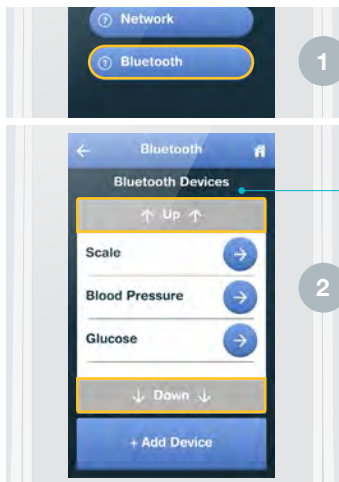 Network
Bluetooth
1
Bluetooth
Bluetooth Devices
↑ Up ↑
Scale
Blood Pressure
Glucose
↓ Down ↓
+ Add Device
2